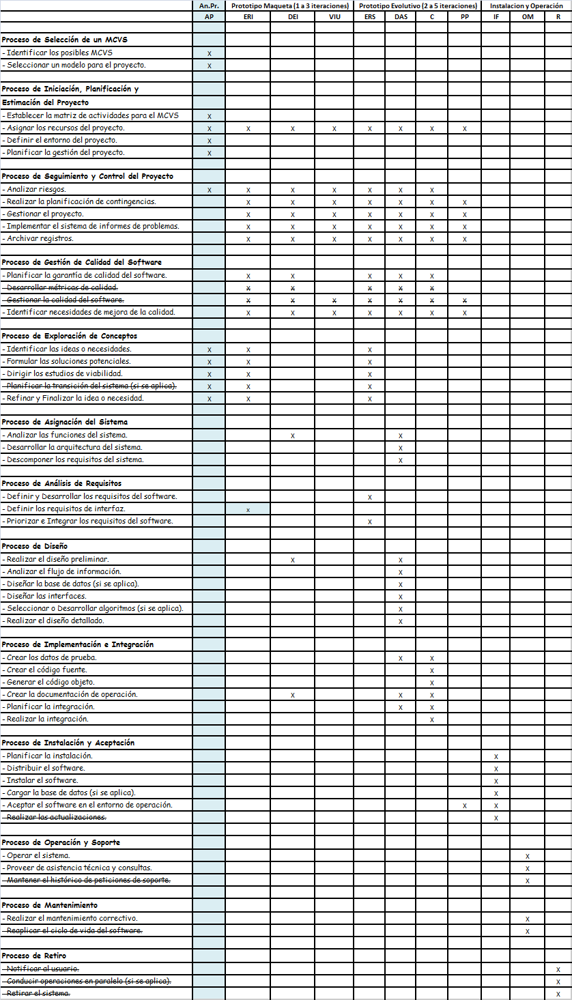 An.Pr. Prototipo Maqueta (1 a 3 iteraciones) Prototipo Evolutivo (2 a 5 iteraciones) Instalacion y Operación
AP ERI DEI VIU ERS DAS C PP IF OM R
Proceso de Selección de un MCVS
- Identificar los posibles MCVS x
- Seleccionar un modelo para el proyecto. x
Proceso de Iniciación, Planificación y
Estimación del Proyecto
- Establecer la matriz de actividades para el MCVS x
- Asignar los recursos del proyecto. x x x x x x x x
- Definir el entorno del proyecto. x
- Planificar la gestión del proyecto. x
Proceso de Seguimiento y Control del Proyecto
- Analizar riesgos. x x x x x x x
- Realizar la planificación de contingencias. x x x x x x x
- Gestionar el proyecto. x x x x x x x
- Implementar el sistema de informes de problemas. x x x x x x x
- Archivar registros. x x x x x x x
Proceso de Gestión de Calidad del Software
- Planificar la garantía de calidad del software. x x x x x
- Desarrollar métricas de calidad. x x x x x
- Gestionar la calidad del software. x x x x x x x
- Identificar necesidades de mejora de la calidad. x x x x x x x
Proceso de Exploración de Conceptos
- Identificar las ideas o necesidades. x x x
- Formular las soluciones potenciales. x x x
- Dirigir los estudios de viabilidad. x x x
- Planificar la transición del sistema (si se aplica). x x x
- Refinar y Finalizar la idea o necesidad. x x x
Proceso de Asignación del Sistema
- Analizar las funciones del sistema. x x
- Desarrollar la arquitectura del sistema. x
- Descomponer los requisitos del sistema. x
Proceso de Análisis de Requisitos
- Definir y Desarrollar los requisitos del software. x
- Definir los requisitos de interfaz. x
- Priorizar e Integrar los requisitos del software. x
Proceso de Diseño
- Realizar el diseño preliminar. x x
- Analizar el flujo de información. x
- Diseñar la base de datos (si se aplica). x
- Diseñar las interfaces. x
- Seleccionar o Desarrollar algoritmos (si se aplica). x
- Realizar el diseño detallado. x
Proceso de Implementación e Integración
- Crear los datos de prueba. x x
- Crear el código fuente. x
- Generar el código objeto. x
- Crear la documentación de operación. x x x
- Planificar la integración. x x
- Realizar la integración. x
Proceso de Instalación y Aceptación
- Planificar la instalación. x
- Distribuir el software. x
- Instalar el software. x
- Cargar la base de datos (si se aplica). x
- Aceptar el software en el entorno de operación. x x
- Realizar las actualizaciones. x
Proceso de Operación y Soporte
- Operar el sistema. x
- Proveer de asistencia técnica y consultas. x
- Mantener el histórico de peticiones de soporte. x
Proceso de Mantenimiento
- Realizar el mantenimiento correctivo. x
- Reaplicar el ciclo de vida del software. x
Proceso de Retiro
- Notificar al usuario. x
- Conducir operaciones en paralelo (si se aplica). x
- Retirar el sistema. x